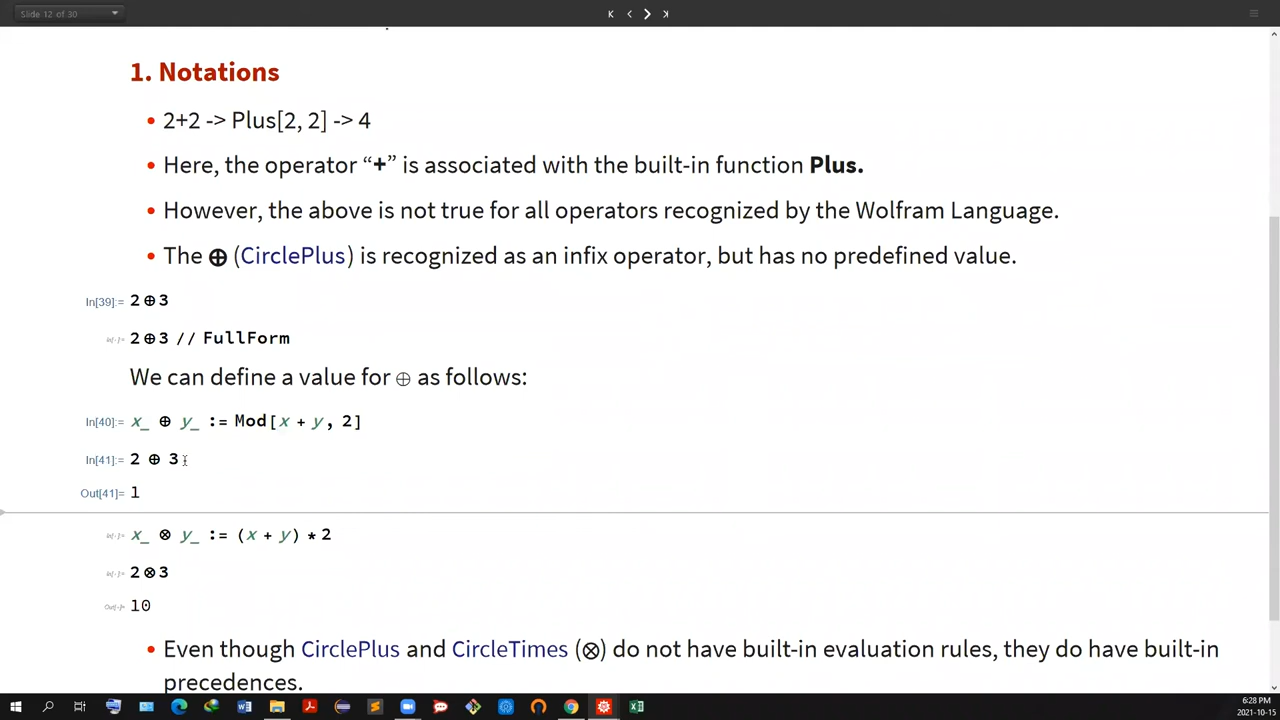 Slide 12 of 30
1. Notations
• 2+2 -> Plus[2, 2] -> 4
• Here, the operator “+” is associated with the built-in function Plus.
• However, the above is not true for all operators recognized by the Wolfram Language.
• The ⊕ (CirclePlus) is recognized as an infix operator, but has no predefined value.
In[39]:= 2⊕3
In[·]:= 2⊕3 // FullForm
We can define a value for ⊕ as follows:
In[40]:= x_ ⊕ y_ := Mod[x + y, 2]
In[41]:= 2 ⊕ 3
Out[41]= 1
In[·]:= x_ ⊗ y_ := (x + y) * 2
In[·]:= 2⊗3
Out[·]= 10
• Even though CirclePlus and CircleTimes (⊗) do not have built-in evaluation rules, they do have built-in
precedences.
6:28 PM
2021-10-15